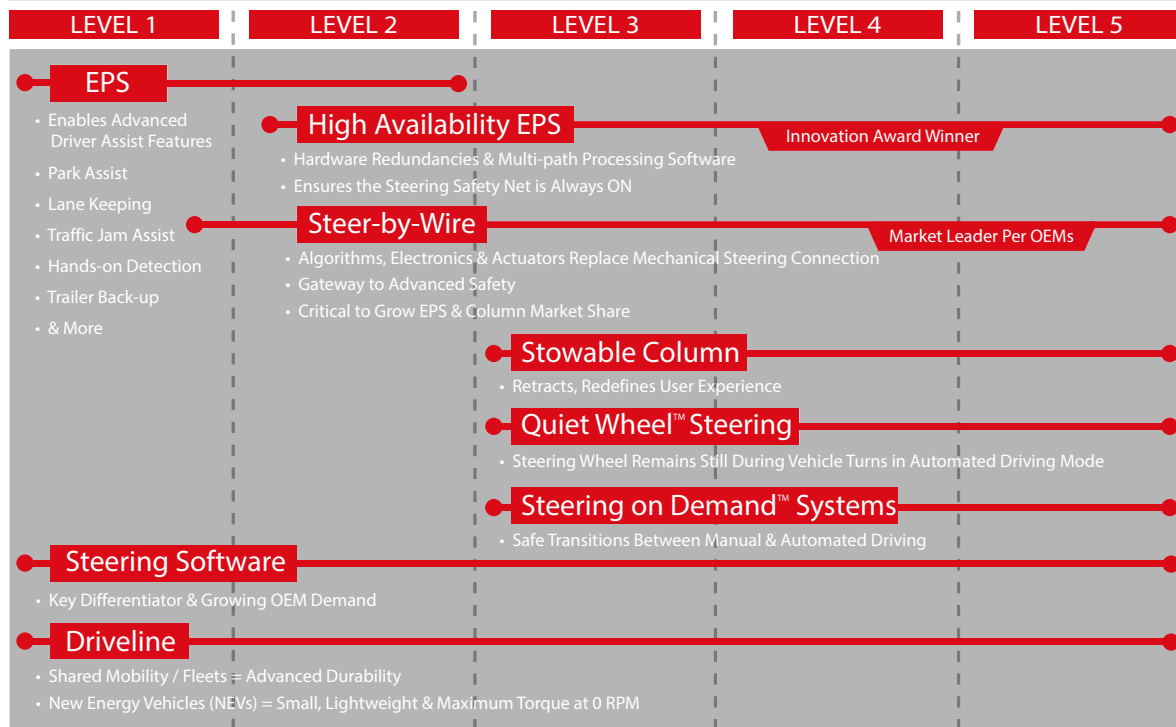 LEVEL 1
LEVEL 2
LEVEL 3
LEVEL 4
LEVEL 5
EPS
• Enables Advanced
Driver Assist Features
• Park Assist
• Lane Keeping
• Traffic Jam Assist
• Hands-on Detection
• Trailer Back-up
• & More
High Availability EPS
Innovation Award Winner
• Hardware Redundancies & Multi-path Processing Software
• Ensures the Steering Safety Net is Always ON
Steer-by-Wire
Market Leader Per OEMs
• Algorithms, Electronics & Actuators Replace Mechanical Steering Connection
• Gateway to Advanced Safety
• Critical to Grow EPS & Column Market Share
Stowable Column
• Retracts, Redefines User Experience
Quiet Wheel™ Steering
• Steering Wheel Remains Still During Vehicle Turns in Automated Driving Mode
Steering on Demand™ Systems
• Safe Transitions Between Manual & Automated Driving
Steering Software
• Key Differentiator & Growing OEM Demand
Driveline
• Shared Mobility / Fleets = Advanced Durability
• New Energy Vehicles (NEVs) = Small, Lightweight & Maximum Torque at 0 RPM